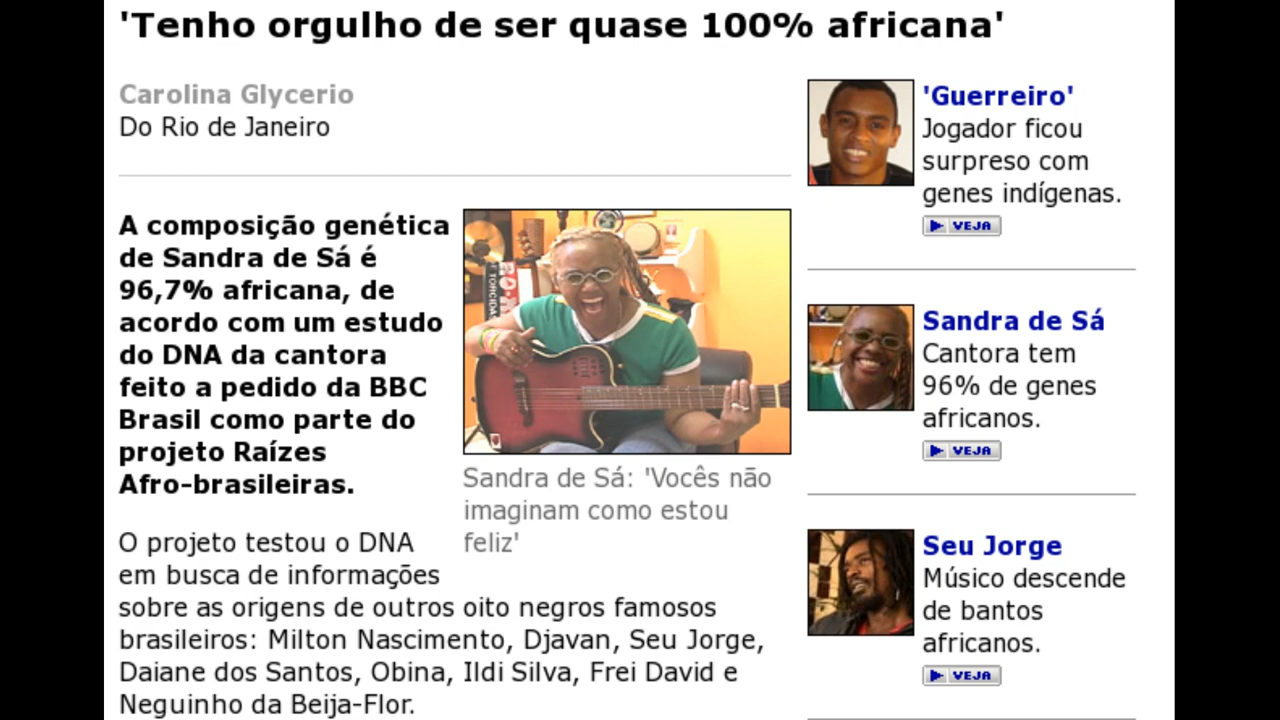 'Tenho orgulho de ser quase 100% africana'
Carolina Glycerio
Do Rio de Janeiro
A composição genética
de Sandra de Sá é
96,7% africana, de
acordo com um estudo
do DNA da cantora
feito a pedido da BBC
Brasil como parte do
projeto Raízes
Afro-brasileiras.
Sandra de Sá: 'Vocês não
imaginam como estou
feliz'
O projeto testou o DNA
em busca de informações
sobre as origens de outros oito negros famosos
brasileiros: Milton Nascimento, Djavan, Seu Jorge,
Daiane dos Santos, Obina, Ildi Silva, Frei David e
Neguinho da Beija-Flor.
'Guerreiro'
Jogador ficou
surpreso com
genes indígenas.
VEJA
Sandra de Sá
Cantora tem
96% de genes
africanos.
VEJA
Seu Jorge
Músico descende
de bantos
africanos.
VEJA